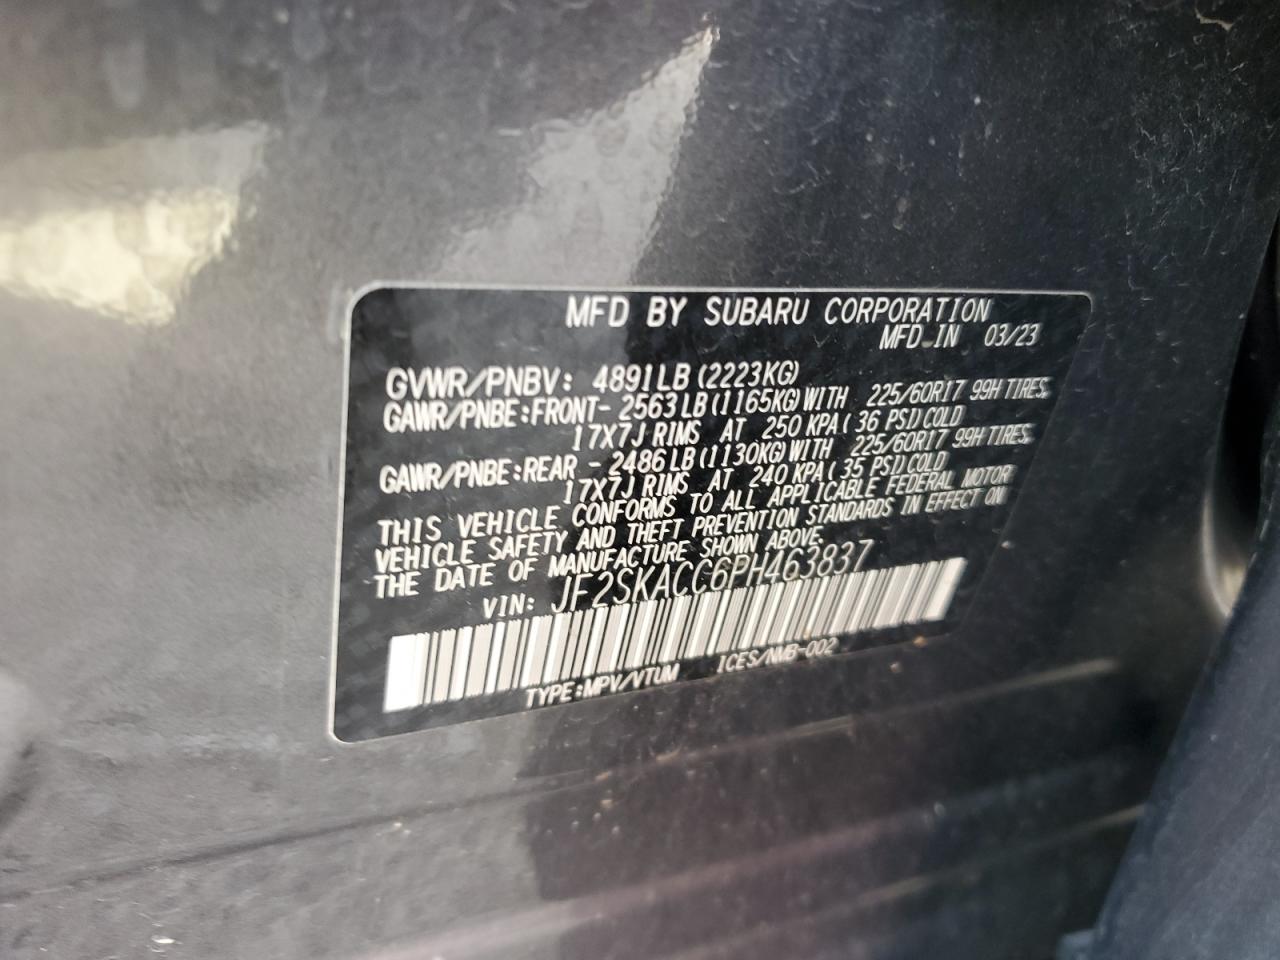 MFD BY SUBARU CORPORATION
MFD IN 03/23
GVWR/PNBV: 4891LB (2223KG)
GAWR/PNBE:FRONT- 2563LB(1165KG)WITH 225/60R17 99H TIRES,
17X7J RIMS AT 250 KPA( 36 PSI)COLD
GAWR/PNBE:REAR - 2486LB(1130KG)WITH 225/60R17 99H TIRES,
17X7J RIMS AT 240 KPA( 35 PSI)COLD
THIS VEHICLE CONFORMS TO ALL APPLICABLE FEDERAL MOTOR
VEHICLE SAFETY AND THEFT PREVENTION STANDARDS IN EFFECT ON
THE DATE OF MANUFACTURE SHOWN ABOVE.
VIN: JF2SKACC6PH463837
TYPE:MPV/VTUM ICES/NMB-002